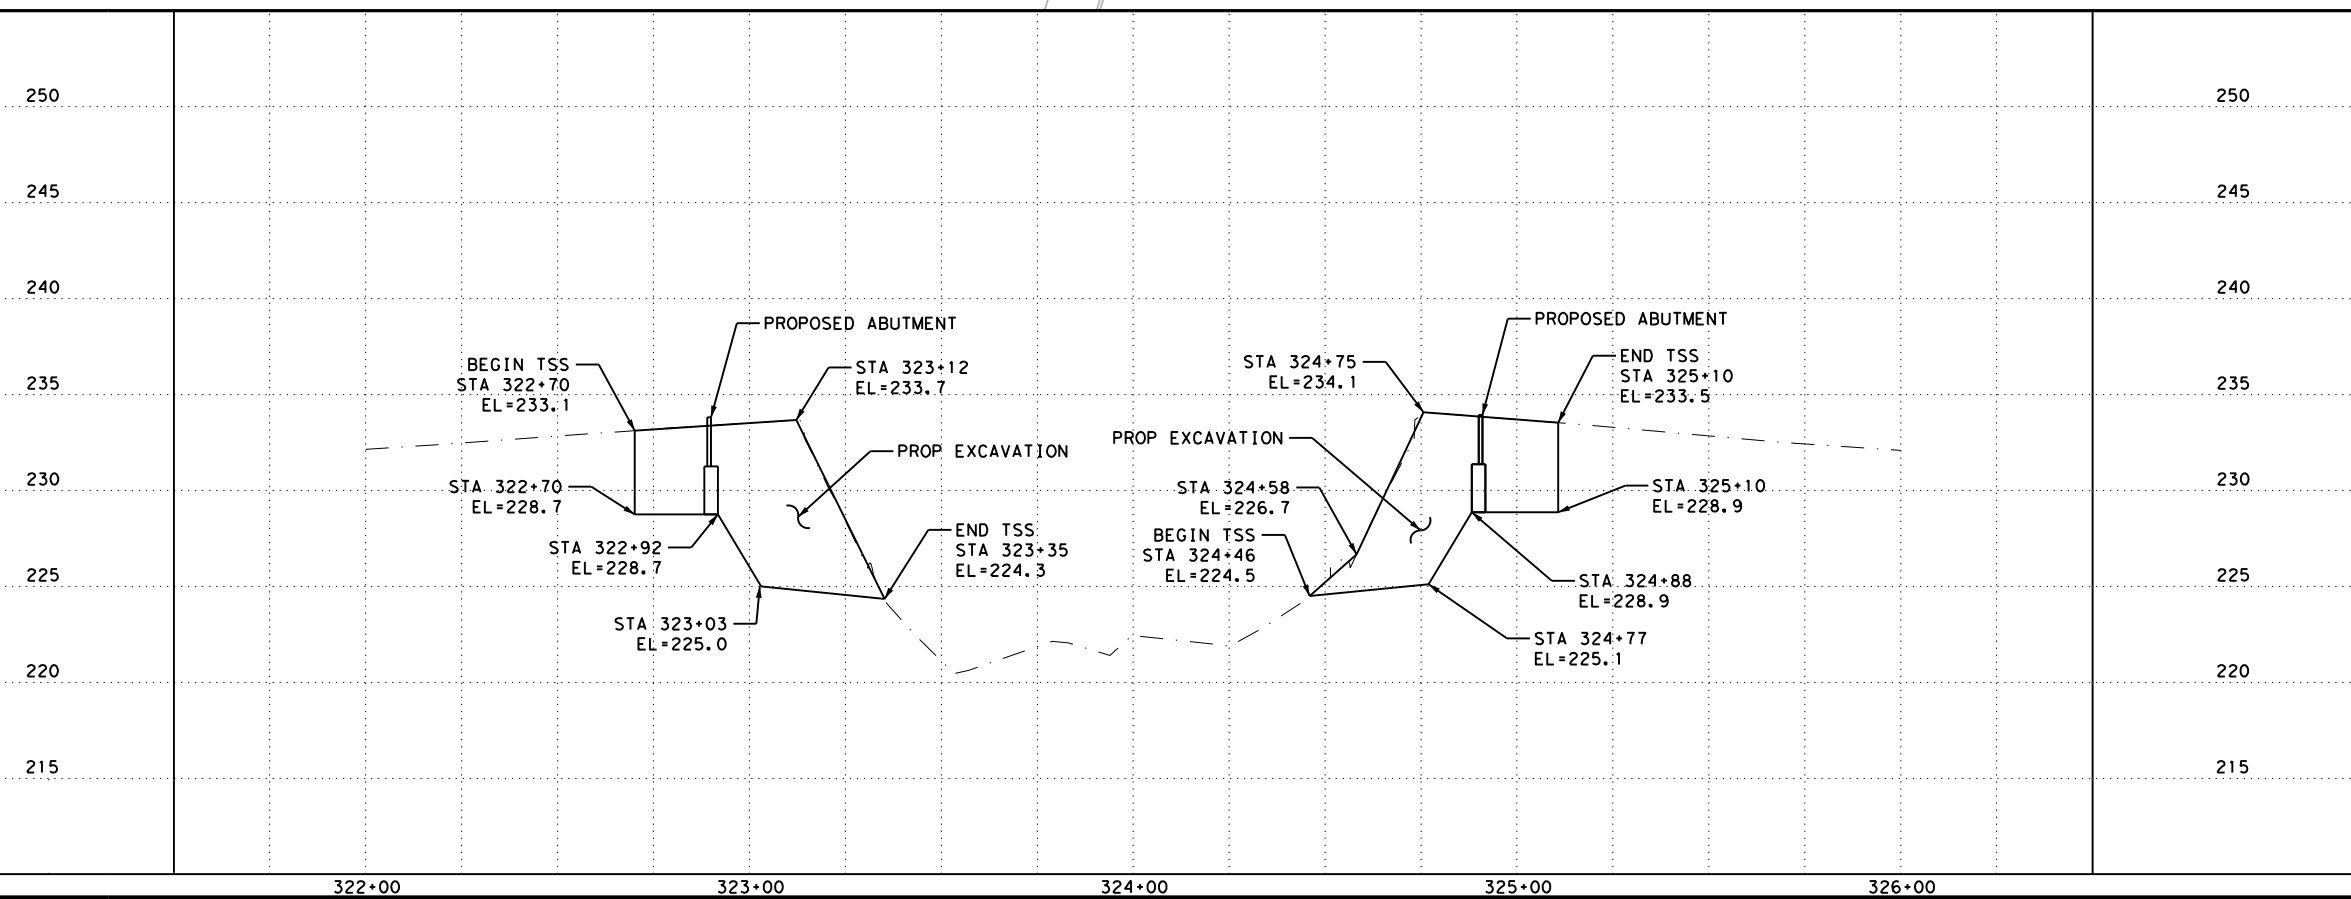 250
250
245
245
240
240
PROPOSED ABUTMENT
PROPOSED ABUTMENT
BEGIN TSS
STA 322+70
EL=233.1
STA 323+12
EL=233.7
STA 324+75
EL=234.1
END TSS
STA 325+10
EL=233.5
235
235
PROP EXCAVATION
PROP EXCAVATION
230
230
STA 322+70
EL=228.7
STA 324+58
EL=226.7
STA 325+10
EL=228.9
END TSS
STA 323+35
EL=224.3
BEGIN TSS
STA 324+46
EL=224.5
STA 322+92
EL=228.7
225
225
STA 324+88
EL=228.9
STA 323+03
EL=225.0
STA 324+77
EL=225.1
220
220
215
215
322+00
323+00
324+00
325+00
326+00